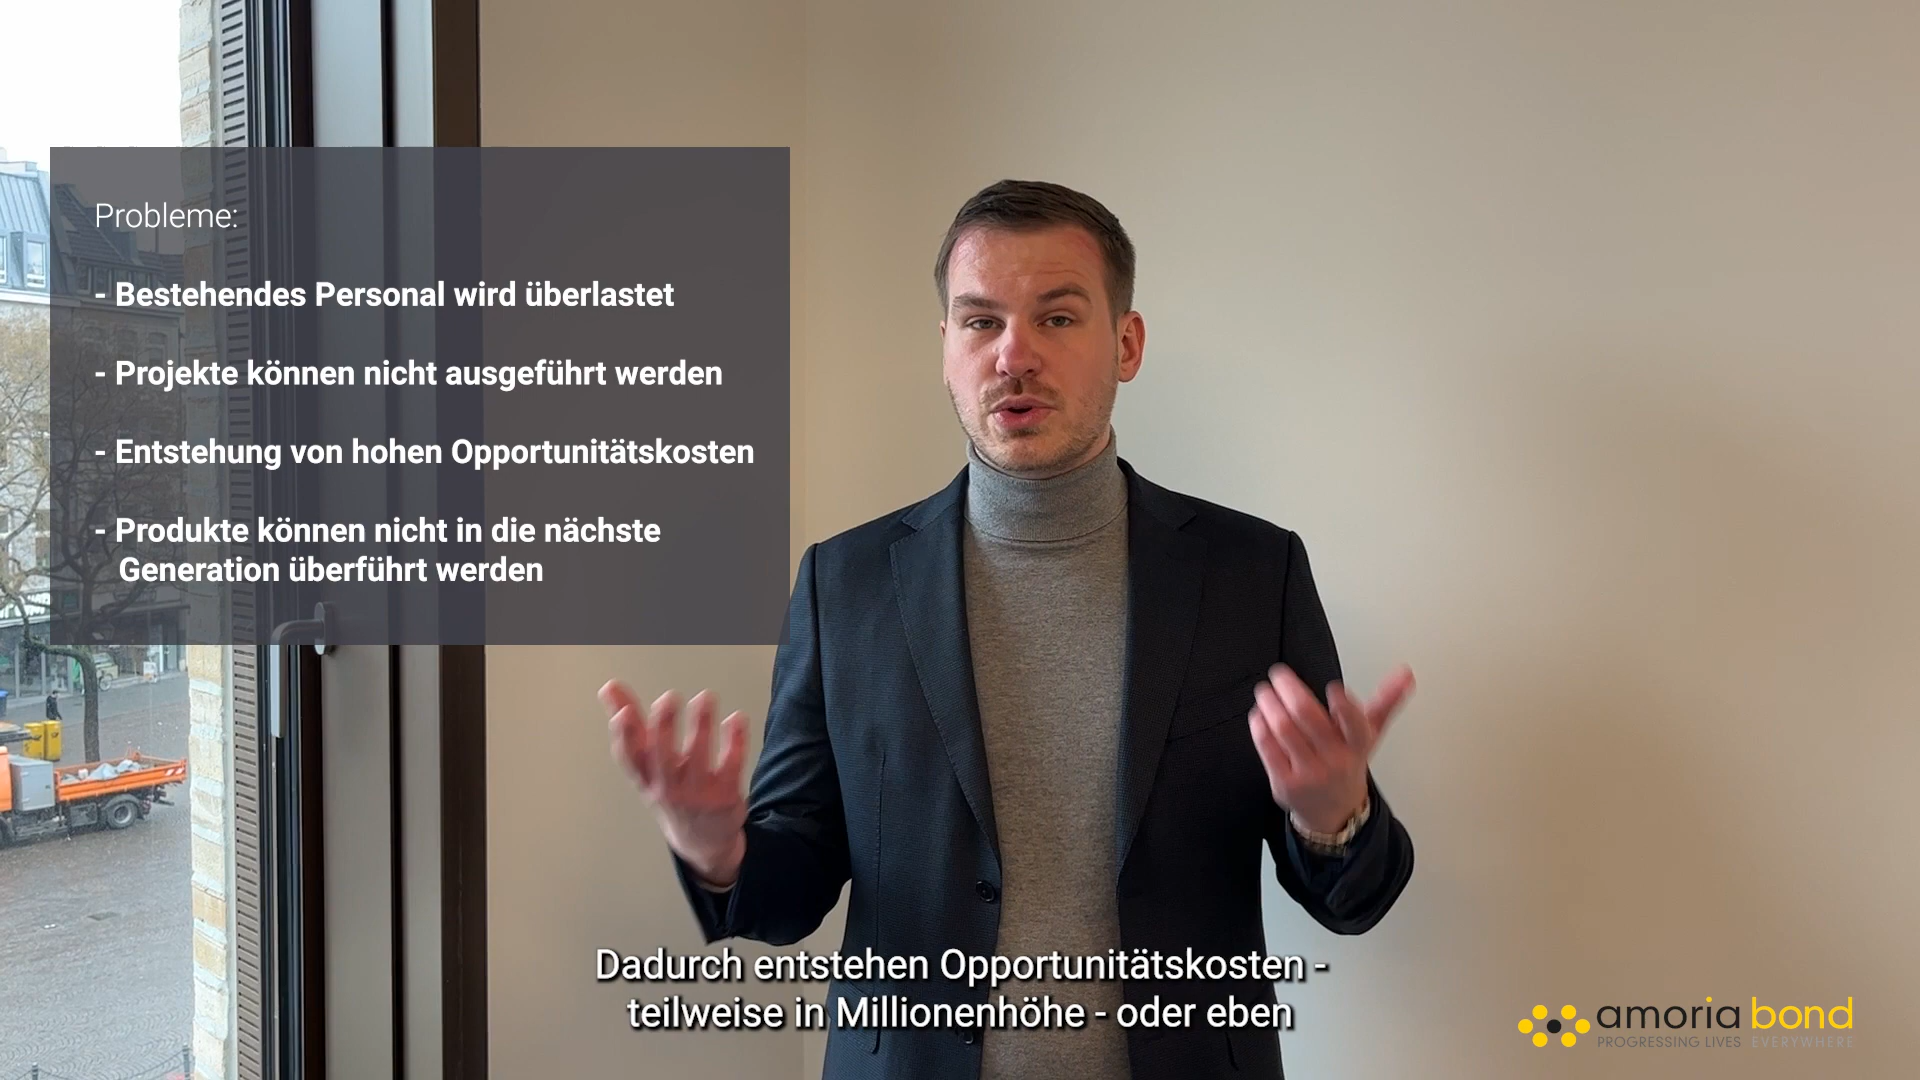 Probleme:
- Bestehendes Personal wird überlastet
- Projekte können nicht ausgeführt werden
- Entstehung von hohen Opportunitätskosten
- Produkte können nicht in die nächste
Generation überführt werden
Dadurch entstehen Opportunitätskosten -
teilweise in Millionenhöhe - oder eben
amoria bond
PROGRESSING LIVES EVERYWHERE